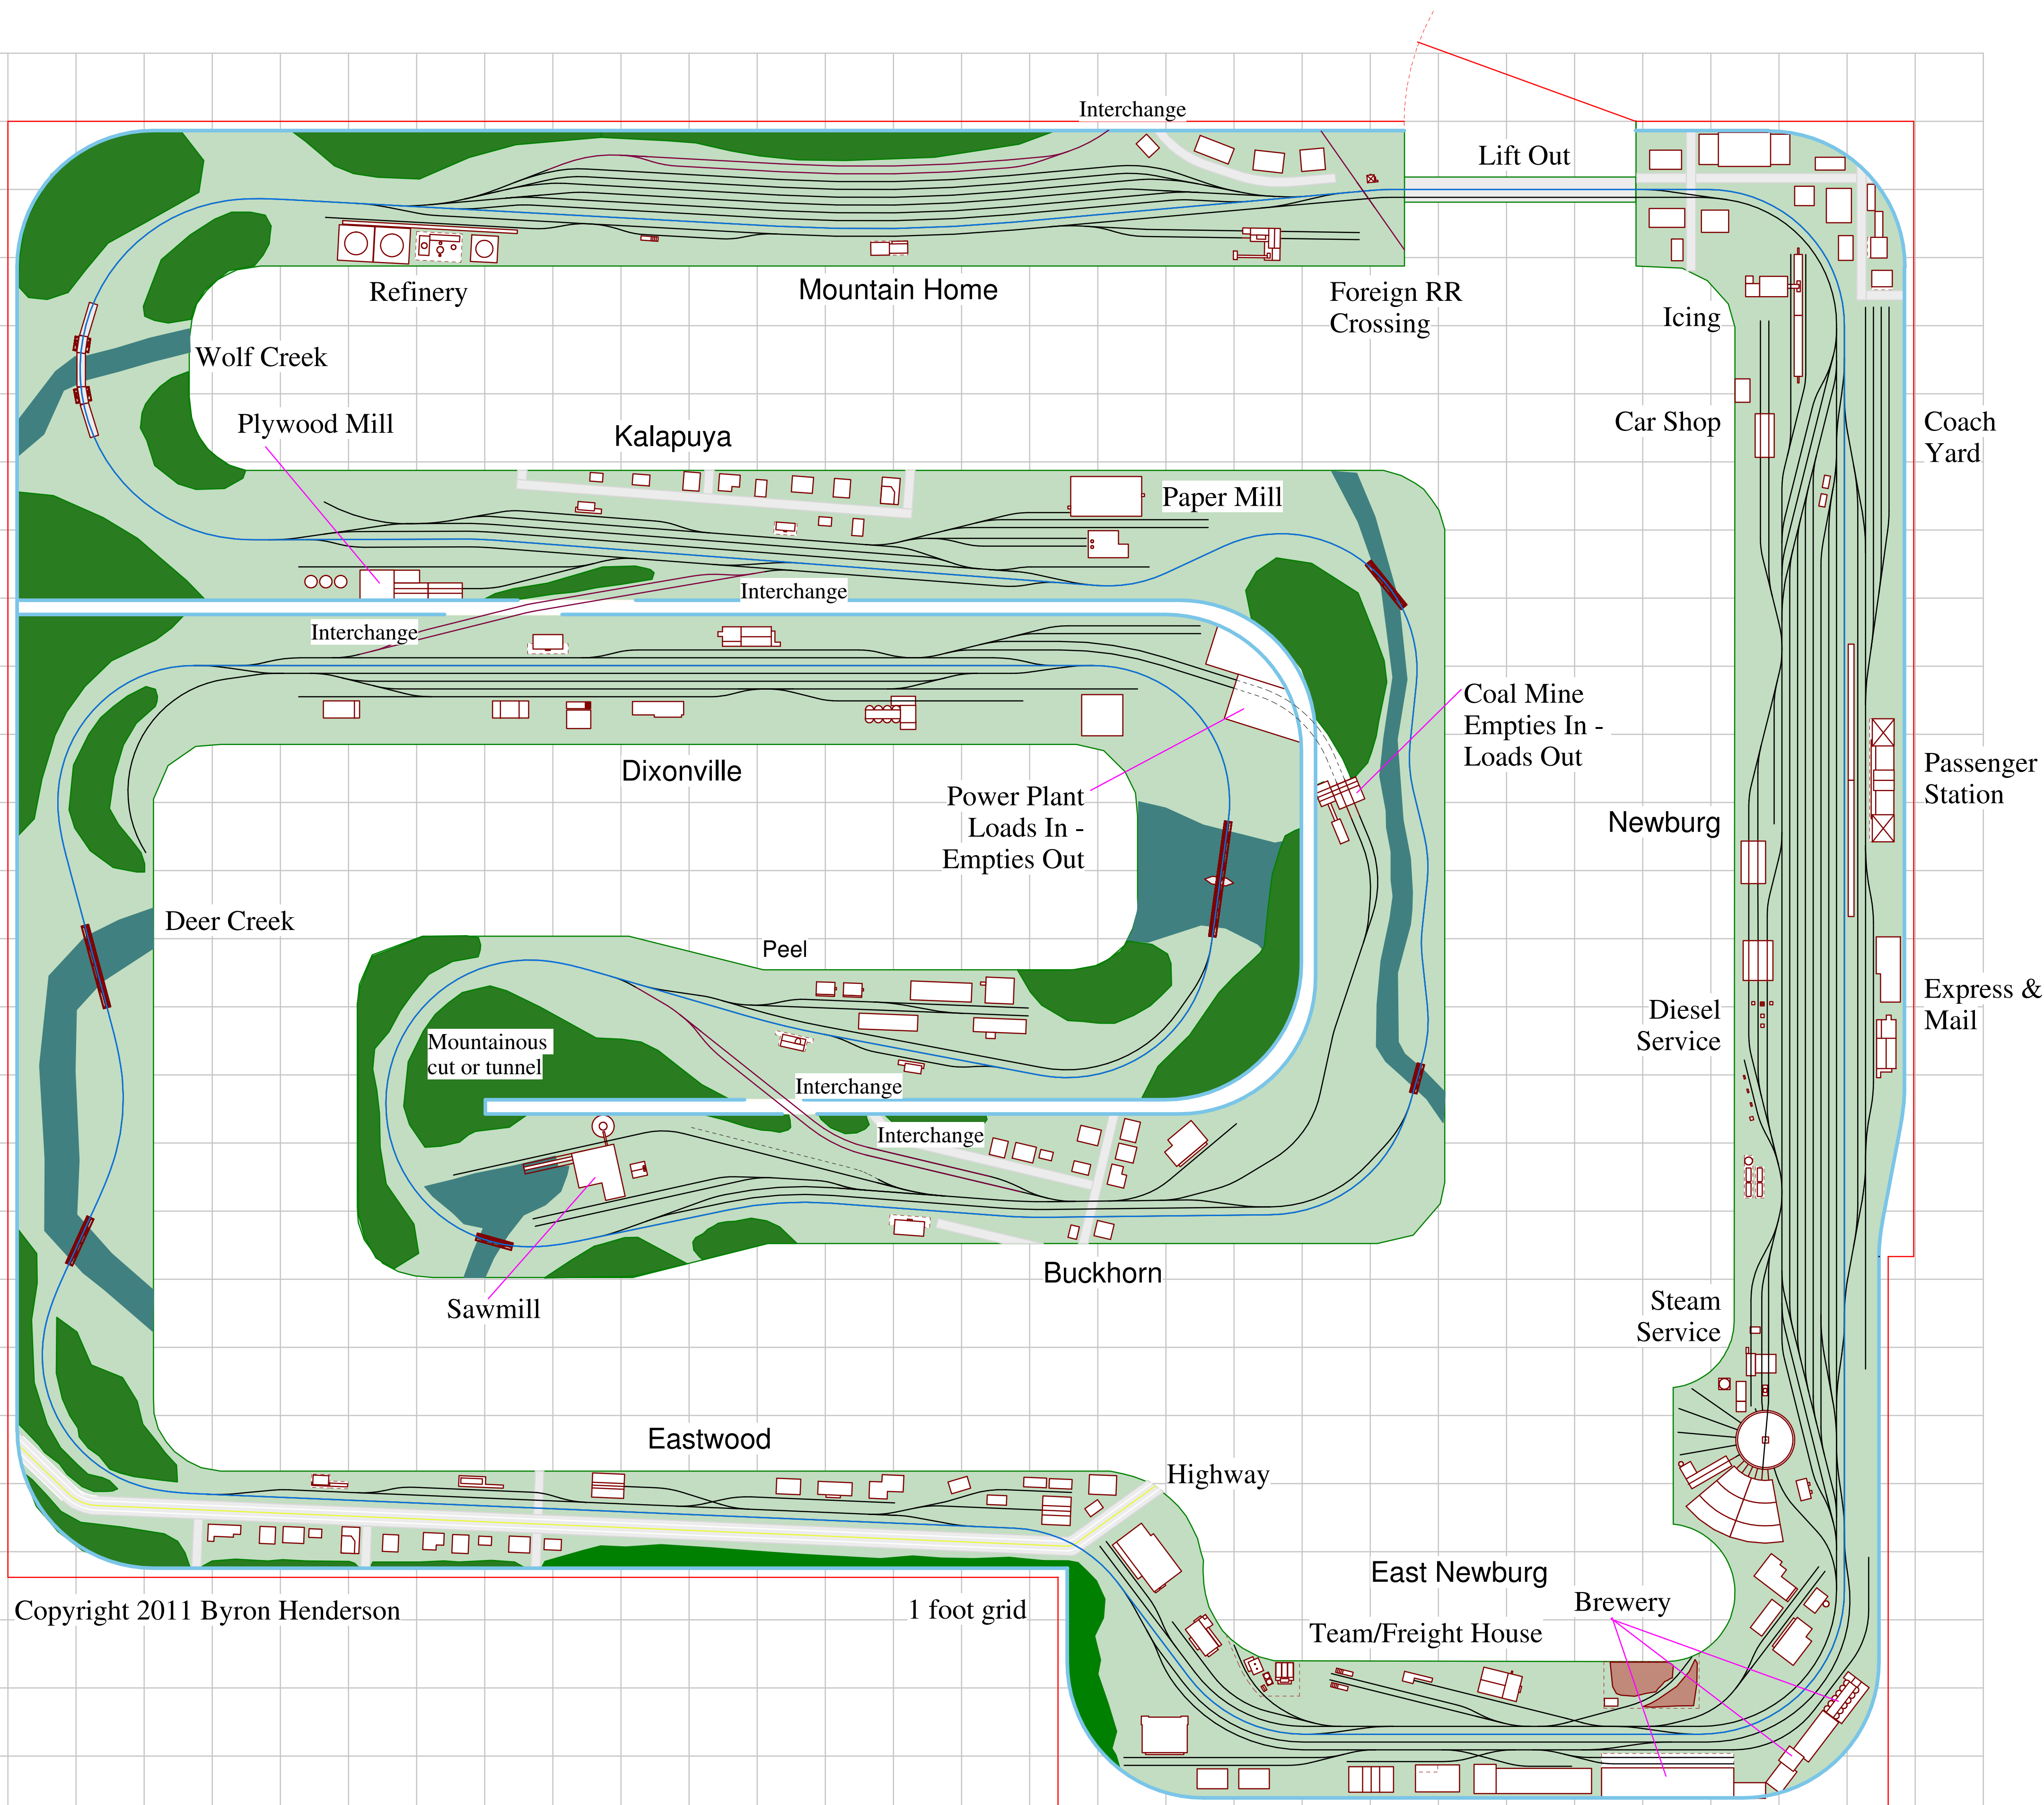 Interchange
Lift Out
Refinery
Mountain Home
Foreign RR
Crossing
Icing
Wolf Creek
Plywood Mill
Kalapuya
Car Shop
Coach
Yard
Paper Mill
Interchange
Interchange
Coal Mine
Empties In -
Loads Out
Dixonville
Power Plant
Loads In -
Empties Out
Passenger
Station
Newburg
Deer Creek
Peel
Express &
Mail
Diesel
Service
Mountainous
cut or tunnel
Interchange
Interchange
Buckhorn
Sawmill
Steam
Service
Eastwood
Highway
East Newburg
Brewery
Copyright 2011 Byron Henderson
1 foot grid
Team/Freight House